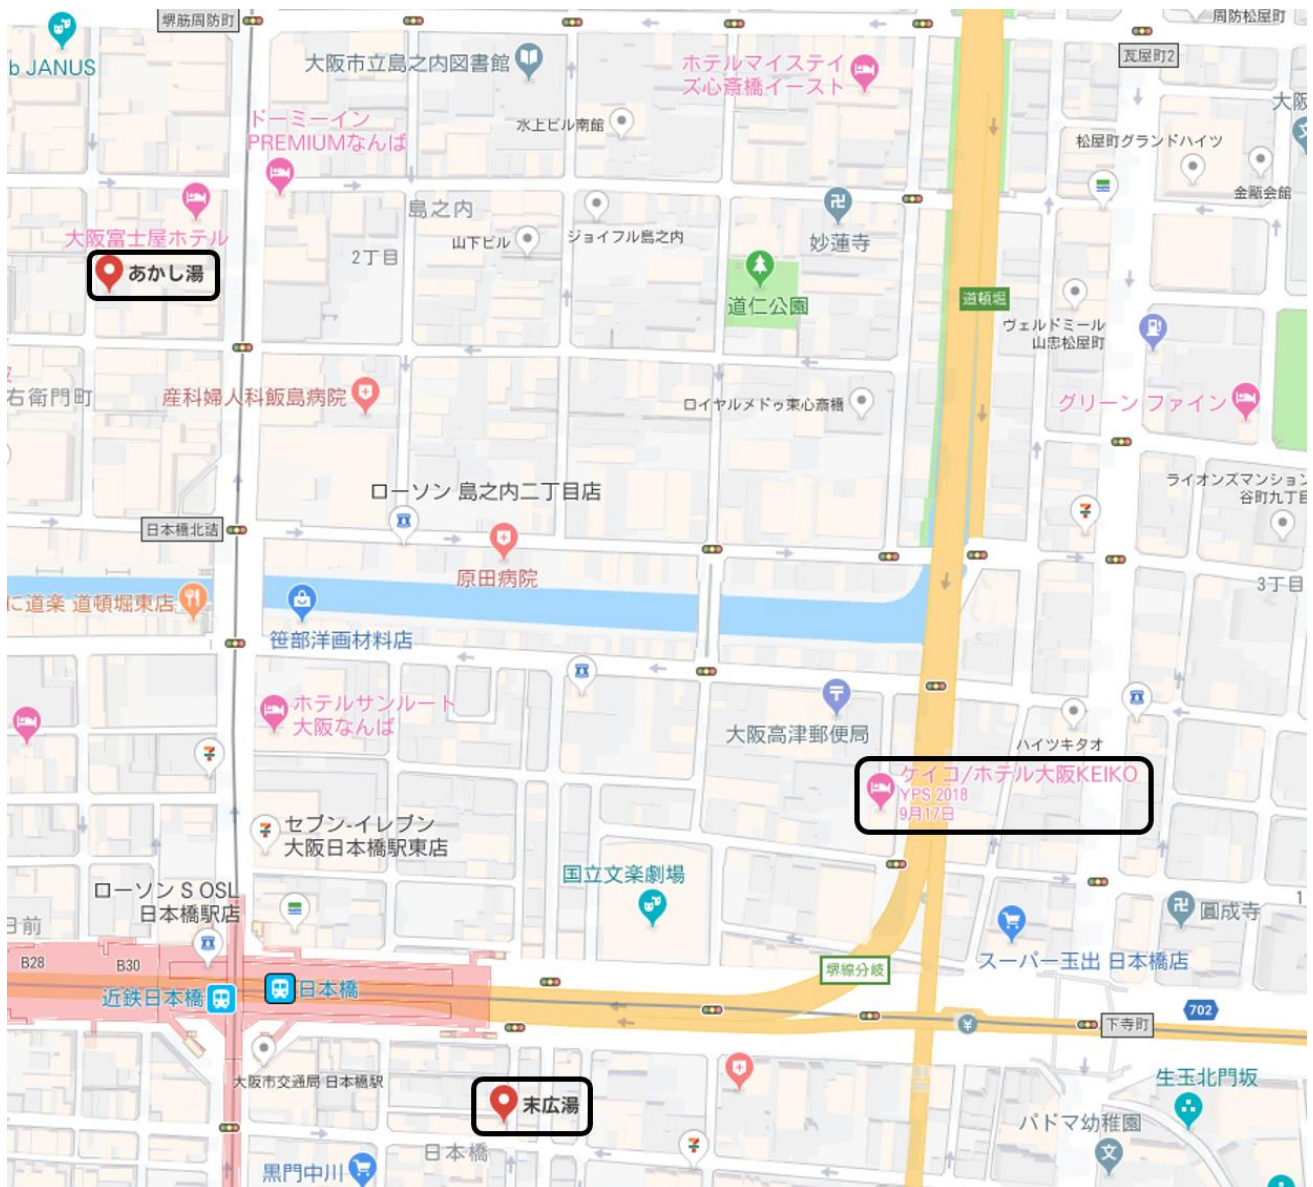 堺筋周防町
周防松屋町
b JANUS
大阪市立島之内図書館
ホテルマイステイ
ズ心斎橋イースト
瓦屋町2
大阪
ドーミーイン
PREMIUMなんば
水上ビル南館
松屋町グランドハイツ
金甌会館
島之内
大阪富士屋ホテル
山下ビル
ジョイフル島之内
妙蓮寺
2丁目
あかし湯
道仁公園
道頓堀
ヴェルドミール
山忠松屋町
右衛門町
産科婦人科飯島病院
ロイヤルメドゥ東心斎橋
グリーン ファイン
ローソン 島之内二丁目店
ライオンズマンション
谷町九丁目
日本橋北詰
原田病院
3丁目
に道楽 道頓堀東店
笹部洋画材料店
ホテルサンルート
大阪なんば
大阪高津郵便局
ハイツキタオ
ケイコ/ホテル大阪KEIKO
YPS 2018
9月17日
セブン-イレブン
大阪日本橋駅東店
国立文楽劇場
ローソン S OSL
日本橋駅店
日前
圓成寺
1
B28
B30
堺線分岐
スーパー玉出 日本橋店
近鉄日本橋
日本橋
702
下寺町
大阪市交通局 日本橋駅
末広湯
生玉北門坂
パドマ幼稚園
日本橋
黒門中川